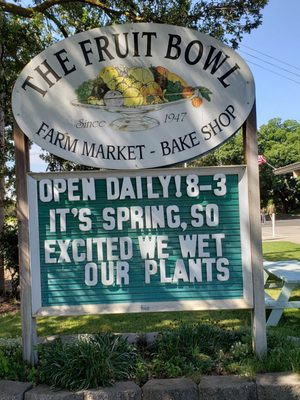 THE FRUIT BOWL
Since 1947
FARM MARKET - BAKE SHOP
OPEN DAILY! 8-3
IT'S SPRING, SO
EXCITED WE WET
OUR PLANTS